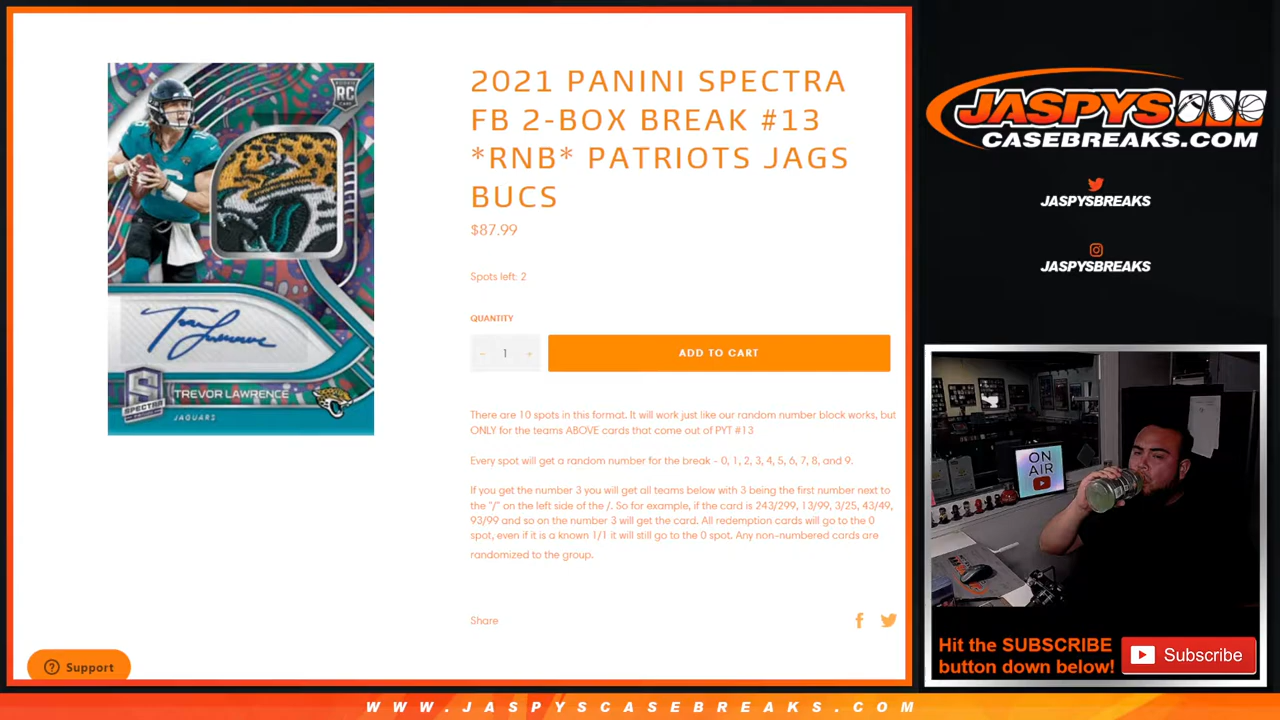 2021 PANINI SPECTRA
FB 2-BOX BREAK #13
*RNB* PATRIOTS JAGS
BUCS
$87.99
Spots left: 2
QUANTITY
− 1 +
ADD TO CART
There are 10 spots in this format. It will work just like our random number block works, but
ONLY for the teams ABOVE cards that come out of PYT #13
Every spot will get a random number for the break - 0, 1, 2, 3, 4, 5, 6, 7, 8, and 9.
If you get the number 3 you will get all teams below with 3 being the first number next to
the "/" on the left side of the /. So for example, if the card is 243/299, 13/99, 3/25, 43/49,
93/99 and so on the number 3 will get the card. All redemption cards will go to the 0
spot, even if it is a known 1/1 it will still go to the 0 spot. Any non-numbered cards are
randomized to the group.
Share
Support
RC
Trevor Lawrence
S
SPECTRA
TREVOR LAWRENCE
JAGUARS
JASPYS
CASEBREAKS.COM
JASPYSBREAKS
JASPYSBREAKS
ON
AIR
Hit the SUBSCRIBE
button down below!
Subscribe
WWW.JASPYSCASEBREAKS.COM